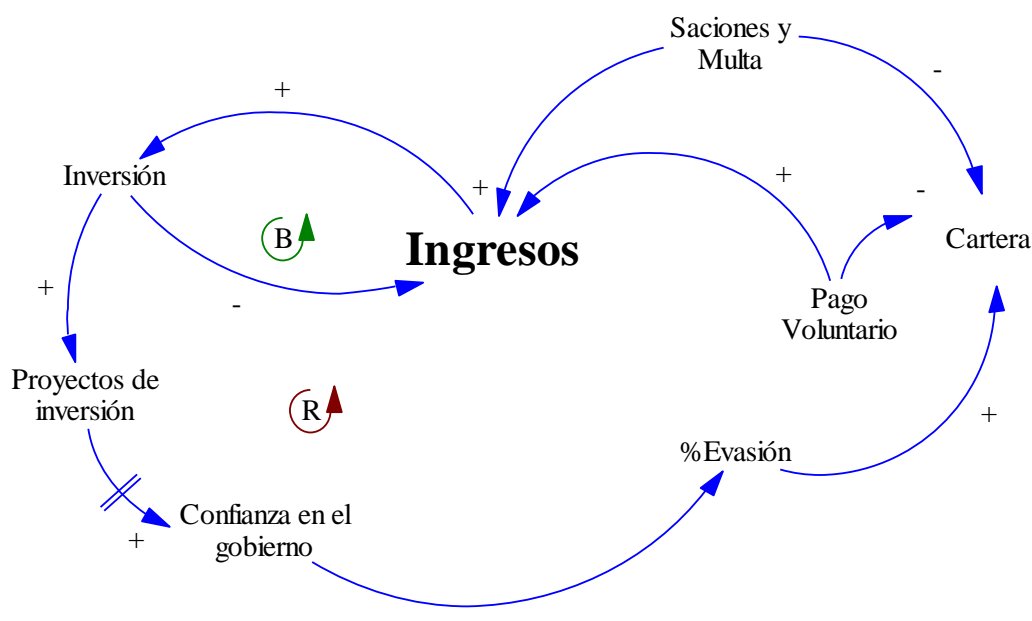 Saciones y
Multa
-
+
Inversión
+
+
-
B
Ingresos
Cartera
+
-
Pago
Voluntario
Proyectos de
inversión
R
+
%Evasión
Confianza en el
gobierno
+